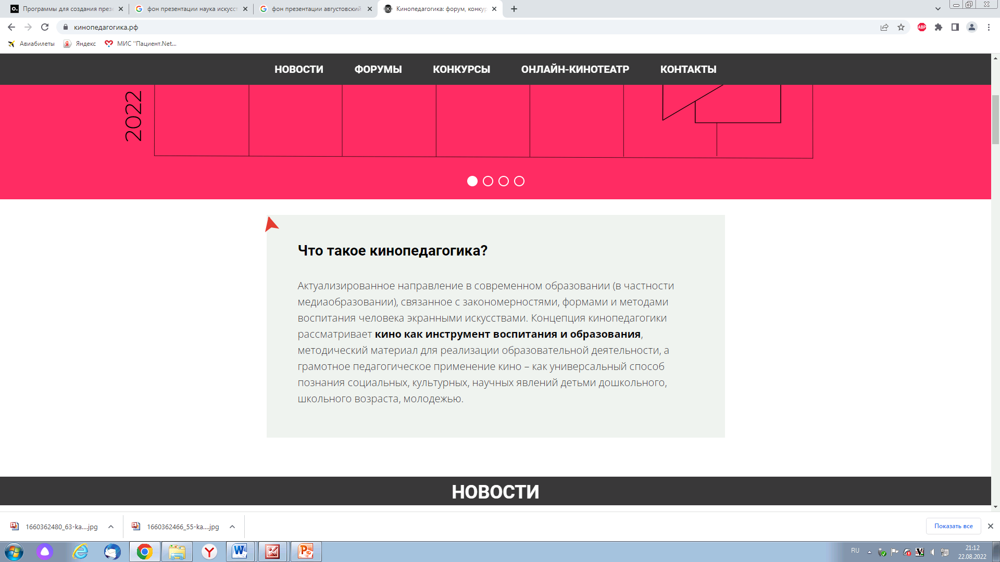 Программы для создания през
фон презентации наука искусст
фон презентации августовский
Кинопедагогика: форум, конкур
кинопедагогика.рф
ABP
Авиабилеты
Яндекс
МИС "Пациент.Net...
НОВОСТИ
ФОРУМЫ
КОНКУРСЫ
ОНЛАЙН-КИНОТЕАТР
КОНТАКТЫ
2022
Что такое кинопедагогика?
Актуализированное направление в современном образовании (в частности
медиаобразовании), связанное с закономерностями, формами и методами
воспитания человека экранными искусствами. Концепция кинопедагогики
рассматривает кино как инструмент воспитания и образования,
методический материал для реализации образовательной деятельности, а
грамотное педагогическое применение кино – как универсальный способ
познания социальных, культурных, научных явлений детьми дошкольного,
школьного возраста, молодежью.
НОВОСТИ
1660362480_63-ka....jpg
1660362466_55-ka....jpg
Показать все
RU
21:12
22.08.2022